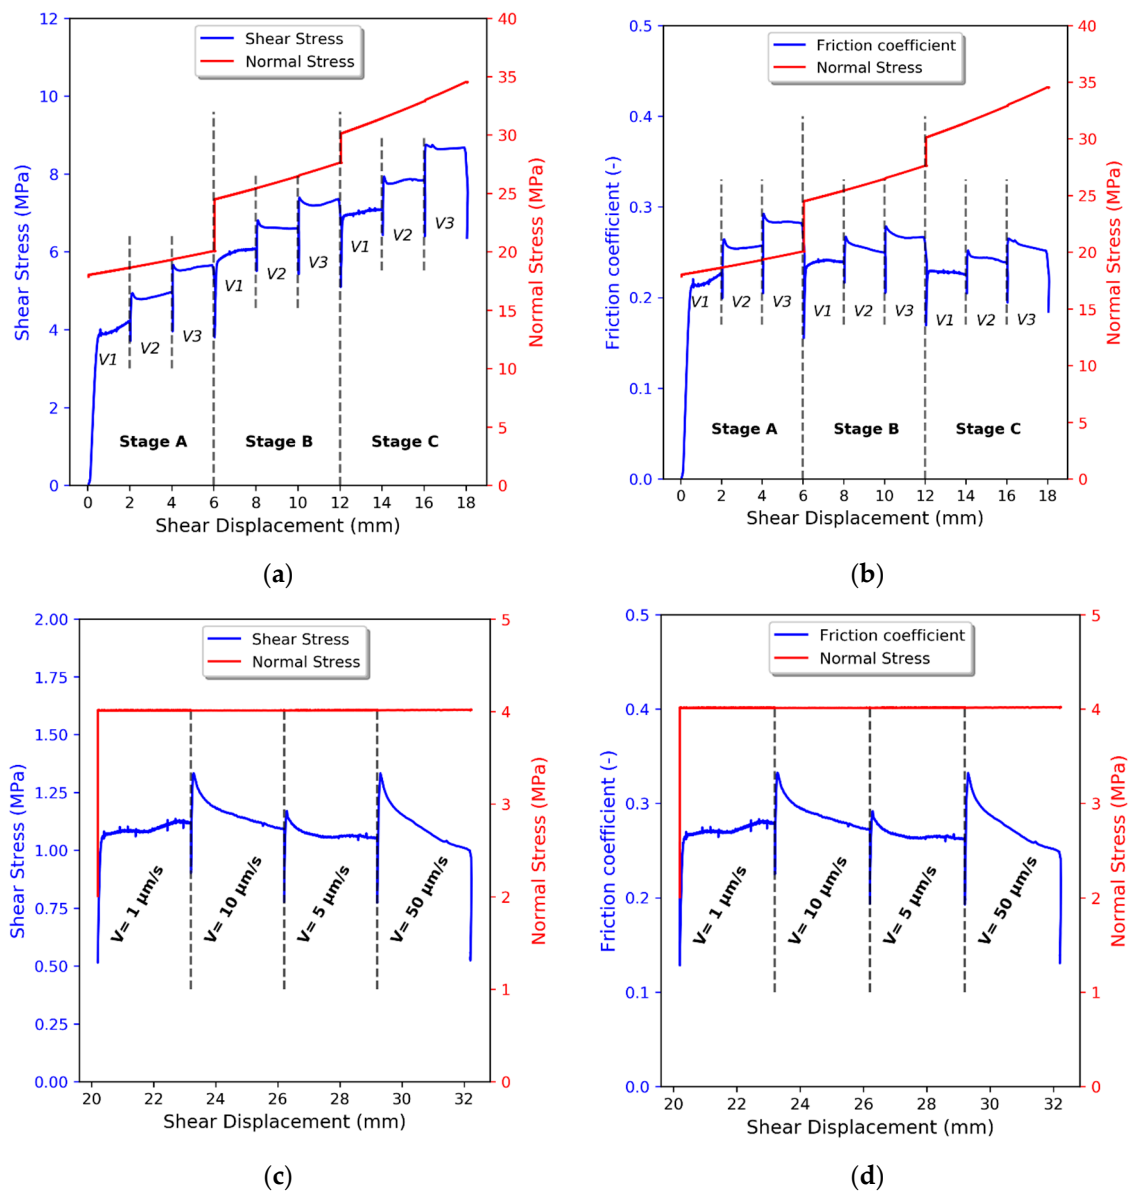 Shear Stress
Normal Stress
12
10
8
6
4
2
0
Shear Stress (MPa)
40
35
30
25
20
15
10
5
0
Normal Stress (MPa)
V1
V2
V3
V1
V2
V3
V1
V2
V3
Stage A
Stage B
Stage C
0 2 4 6 8 10 12 14 16 18
Shear Displacement (mm)
(a)
Friction coefficient
Normal Stress
0.5
0.4
0.3
0.2
0.1
0.0
Friction coefficient (-)
40
35
30
25
20
15
10
5
0
Normal Stress (MPa)
V1
V2
V3
V1
V2
V3
V1
V2
V3
Stage A
Stage B
Stage C
0 2 4 6 8 10 12 14 16 18
Shear Displacement (mm)
(b)
Shear Stress
Normal Stress
2.00
1.75
1.50
1.25
1.00
0.75
0.50
0.25
0.00
Shear Stress (MPa)
5
4
3
2
1
0
Normal Stress (MPa)
V= 1 μm/s
V= 10 μm/s
V= 5 μm/s
V= 50 μm/s
20 22 24 26 28 30 32
Shear Displacement (mm)
(c)
Friction coefficient
Normal Stress
0.5
0.4
0.3
0.2
0.1
0.0
Friction coefficient (-)
5
4
3
2
1
0
Normal Stress (MPa)
V= 1 μm/s
V= 10 μm/s
V= 5 μm/s
V= 50 μm/s
20 22 24 26 28 30 32
Shear Displacement (mm)
(d)